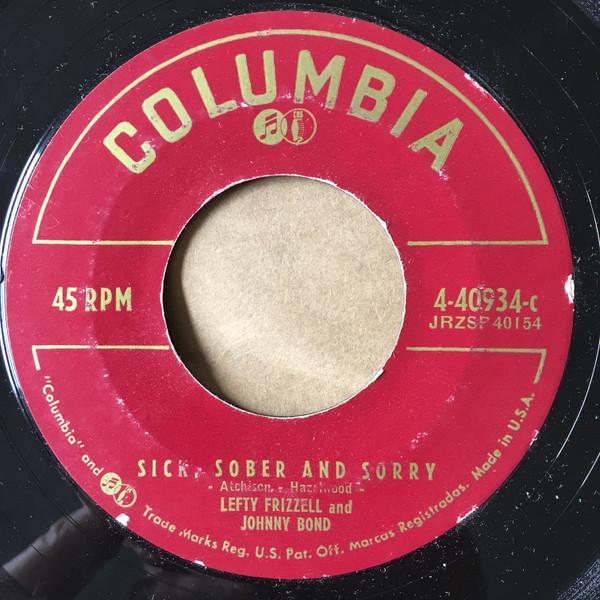 COLUMBIA
CBS
45 RPM
4-40934-c
JRZSP 40154
SICK, SOBER AND SORRY
- Atchison - Hazelwood -
LEFTY FRIZZELL and
JOHNNY BOND
"Columbia" and Trade Marks Reg. U.S. Pat. Off. Marcas Registradas. Made in U.S.A.